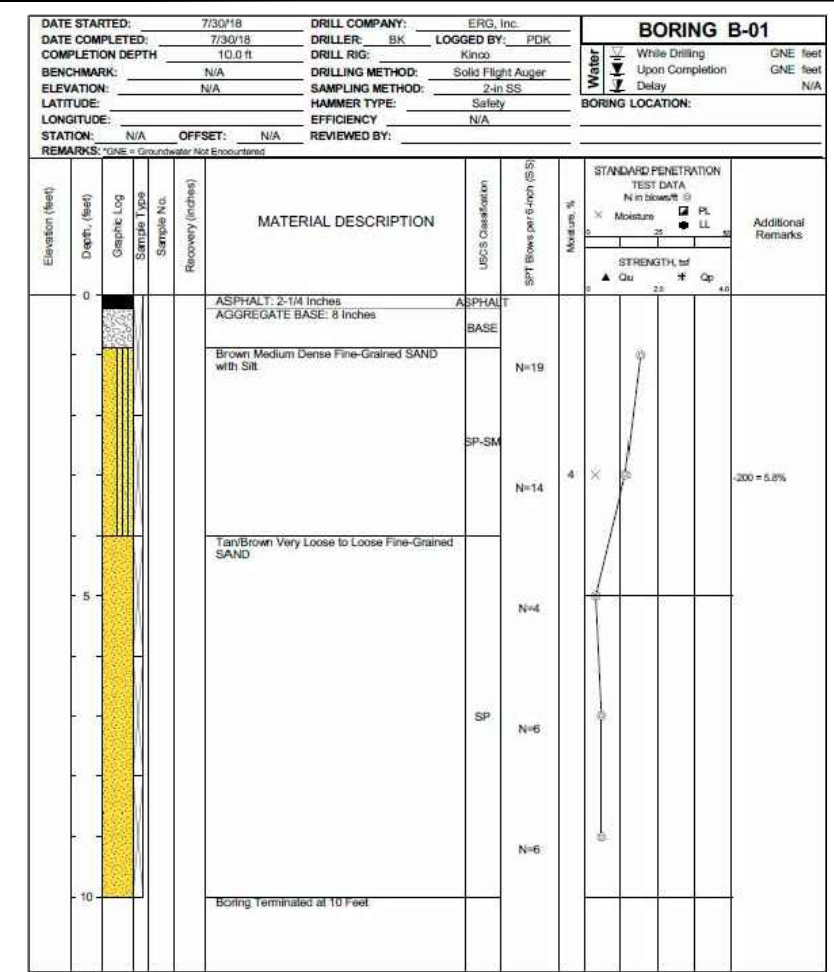 DATE STARTED: 7/30/18 DRILL COMPANY: ERG, Inc.
DATE COMPLETED: 7/30/18 DRILLER: BK LOGGED BY: PDK
COMPLETION DEPTH 10.0 ft DRILL RIG: Kinco
BENCHMARK: N/A DRILLING METHOD: Solid Flight Auger
ELEVATION: N/A SAMPLING METHOD: 2-in SS
LATITUDE: HAMMER TYPE: Safety
LONGITUDE: EFFICIENCY N/A
STATION: N/A OFFSET: N/A REVIEWED BY:
REMARKS: *GNE = Groundwater Not Encountered
BORING B-01
Water
While Drilling GNE feet
Upon Completion GNE feet
Delay N/A
BORING LOCATION:
Elevation (feet)
Depth, (feet)
Graphic Log
Sample Type
Sample No.
Recovery (inches)
MATERIAL DESCRIPTION
USCS Classification
SPT Blows per 6-inch (SS)
Moisture, %
STANDARD PENETRATION
TEST DATA
N in blows/ft
Moisture PL
LL
0 25 50
STRENGTH, tsf
Qu Qp
0 2.0 4.0
Additional
Remarks
0
ASPHALT: 2-1/4 Inches ASPHALT
AGGREGATE BASE: 8 Inches
BASE
Brown Medium Dense Fine-Grained SAND
with Silt
N=19
SP-SM
N=14 4 -200 = 5.8%
Tan/Brown Very Loose to Loose Fine-Grained
SAND
5
N=4
SP
N=6
N=6
10
Boring Terminated at 10 Feet